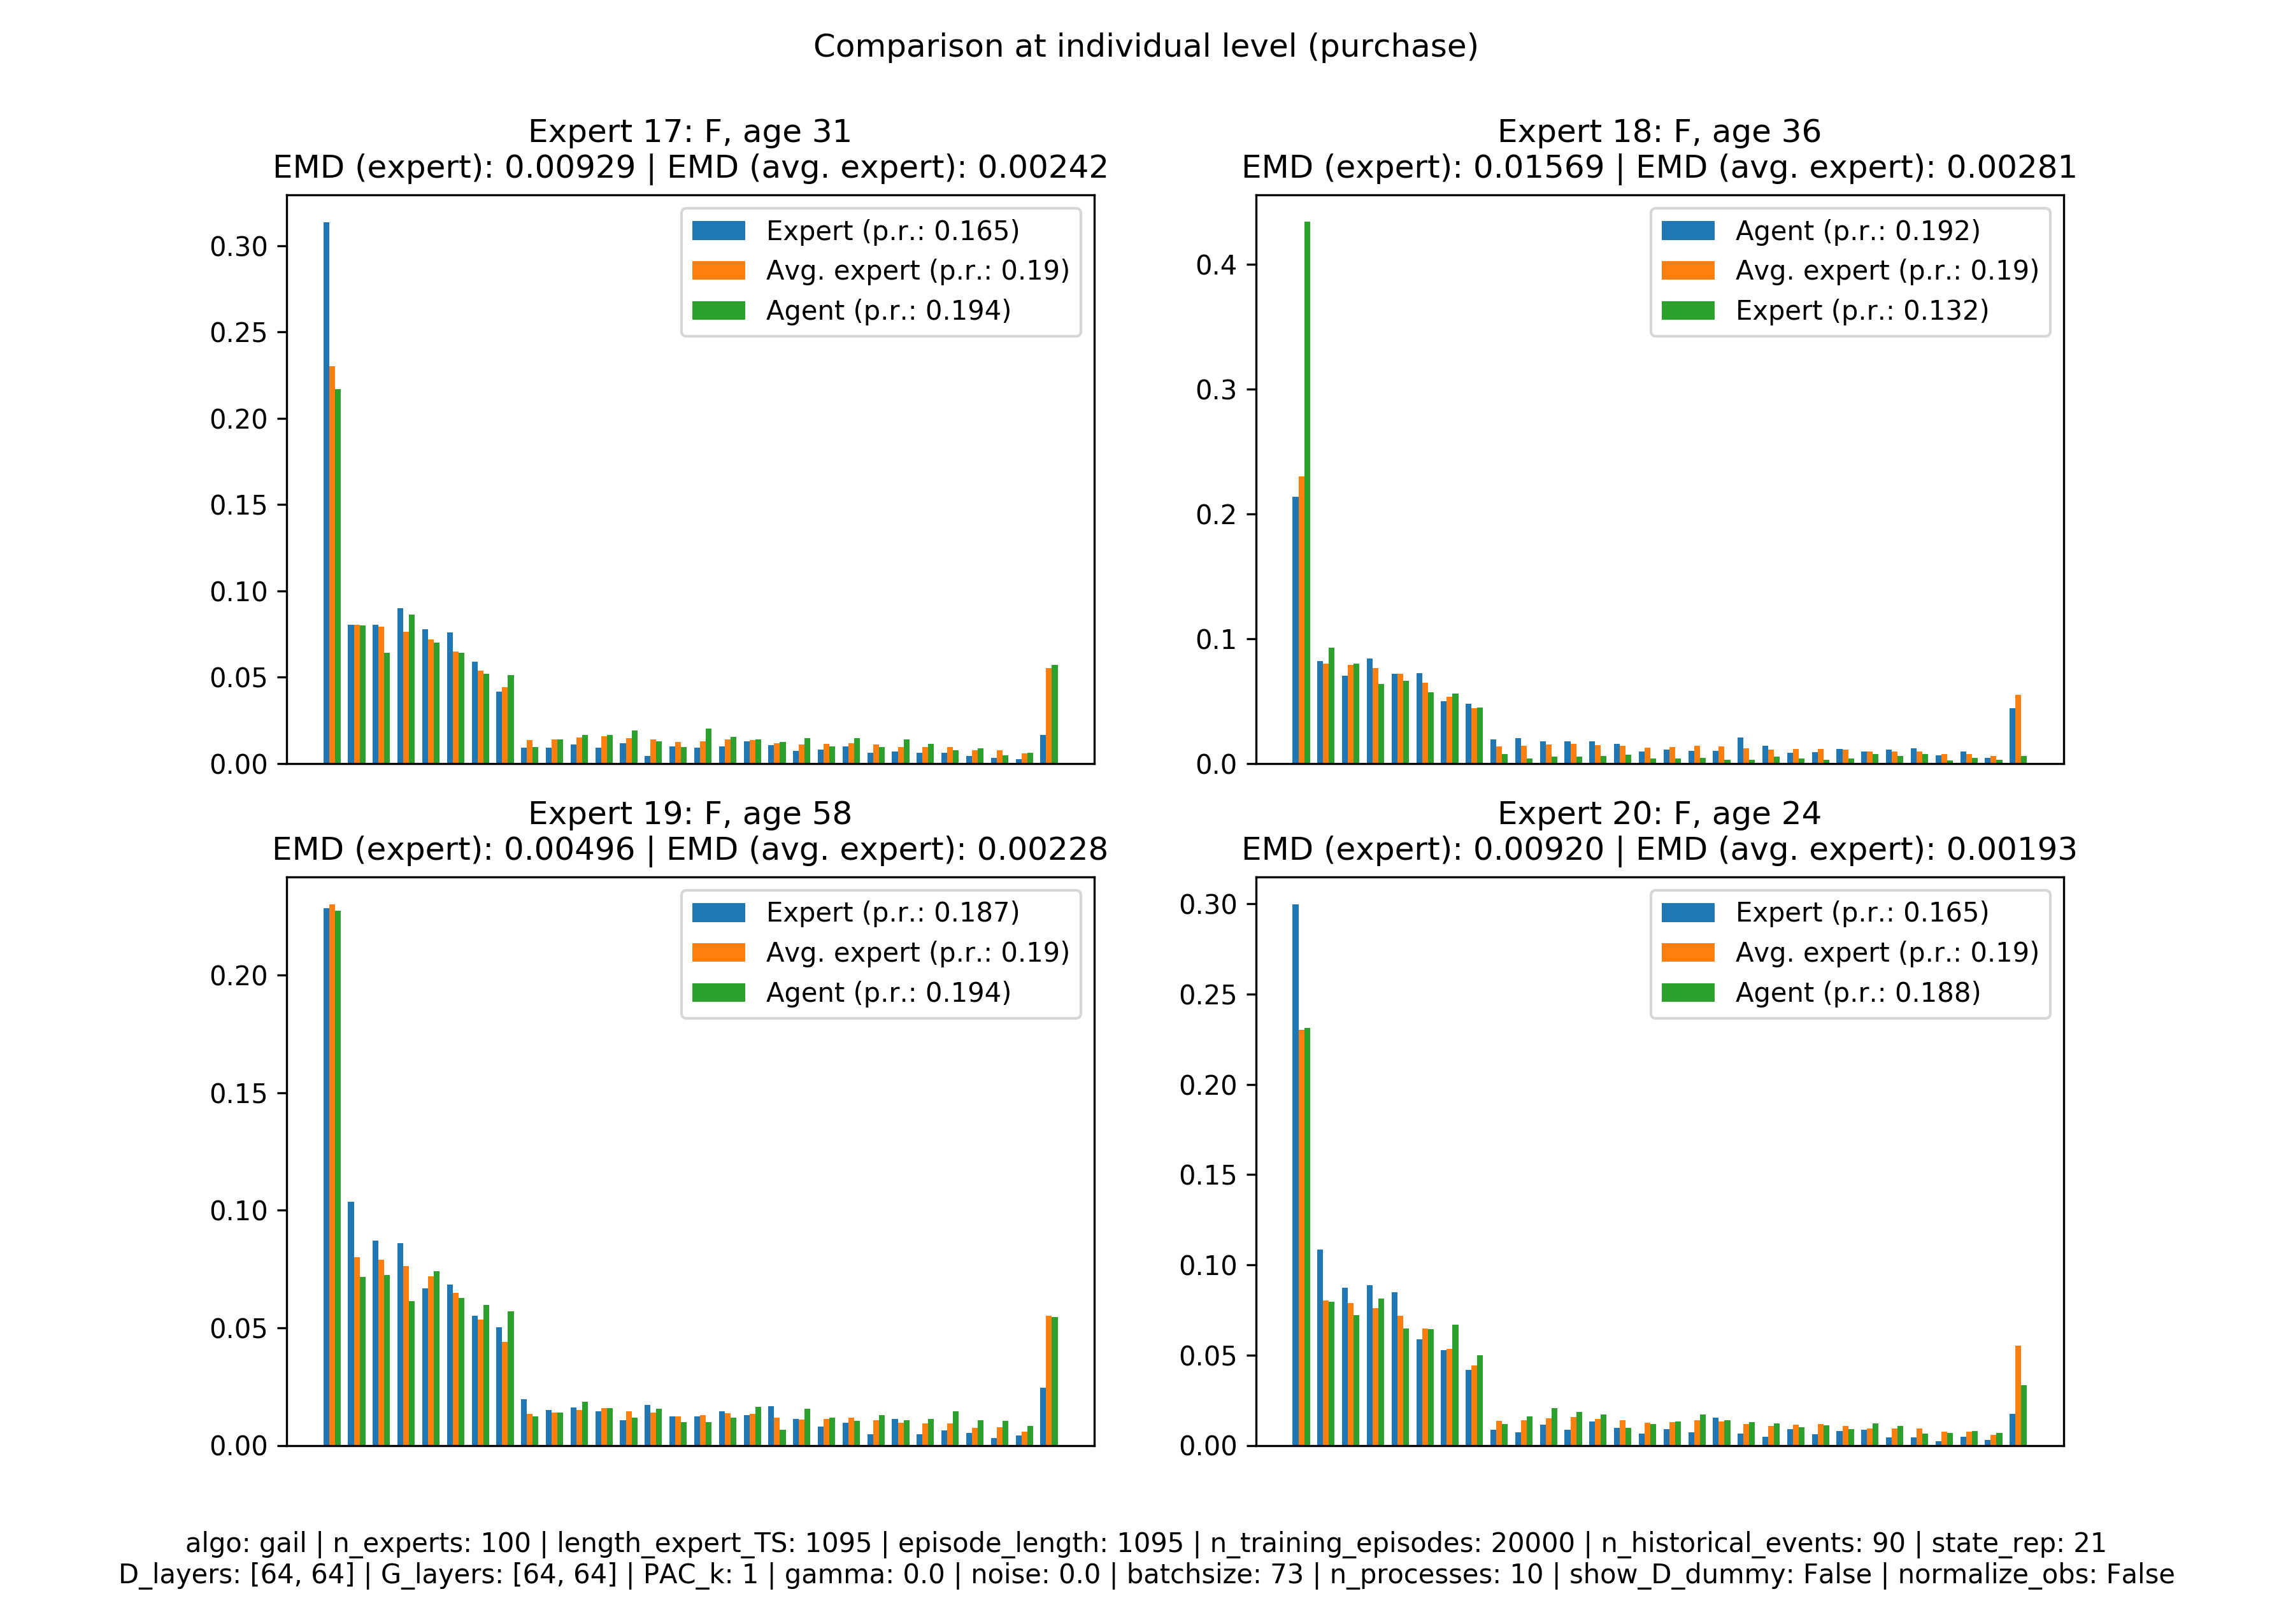 Comparison at individual level (purchase)
Expert 17: F, age 31
EMD (expert): 0.00929 | EMD (avg. expert): 0.00242
0.30
0.25
0.20
0.15
0.10
0.05
0.00
Expert (p.r.: 0.165)
Avg. expert (p.r.: 0.19)
Agent (p.r.: 0.194)
Expert 18: F, age 36
EMD (expert): 0.01569 | EMD (avg. expert): 0.00281
0.4
0.3
0.2
0.1
0.0
Agent (p.r.: 0.192)
Avg. expert (p.r.: 0.19)
Expert (p.r.: 0.132)
Expert 19: F, age 58
EMD (expert): 0.00496 | EMD (avg. expert): 0.00228
0.20
0.15
0.10
0.05
0.00
Expert (p.r.: 0.187)
Avg. expert (p.r.: 0.19)
Agent (p.r.: 0.194)
Expert 20: F, age 24
EMD (expert): 0.00920 | EMD (avg. expert): 0.00193
0.30
0.25
0.20
0.15
0.10
0.05
0.00
Expert (p.r.: 0.165)
Avg. expert (p.r.: 0.19)
Agent (p.r.: 0.188)
algo: gail | n_experts: 100 | length_expert_TS: 1095 | episode_length: 1095 | n_training_episodes: 20000 | n_historical_events: 90 | state_rep: 21
D_layers: [64, 64] | G_layers: [64, 64] | PAC_k: 1 | gamma: 0.0 | noise: 0.0 | batchsize: 73 | n_processes: 10 | show_D_dummy: False | normalize_obs: False